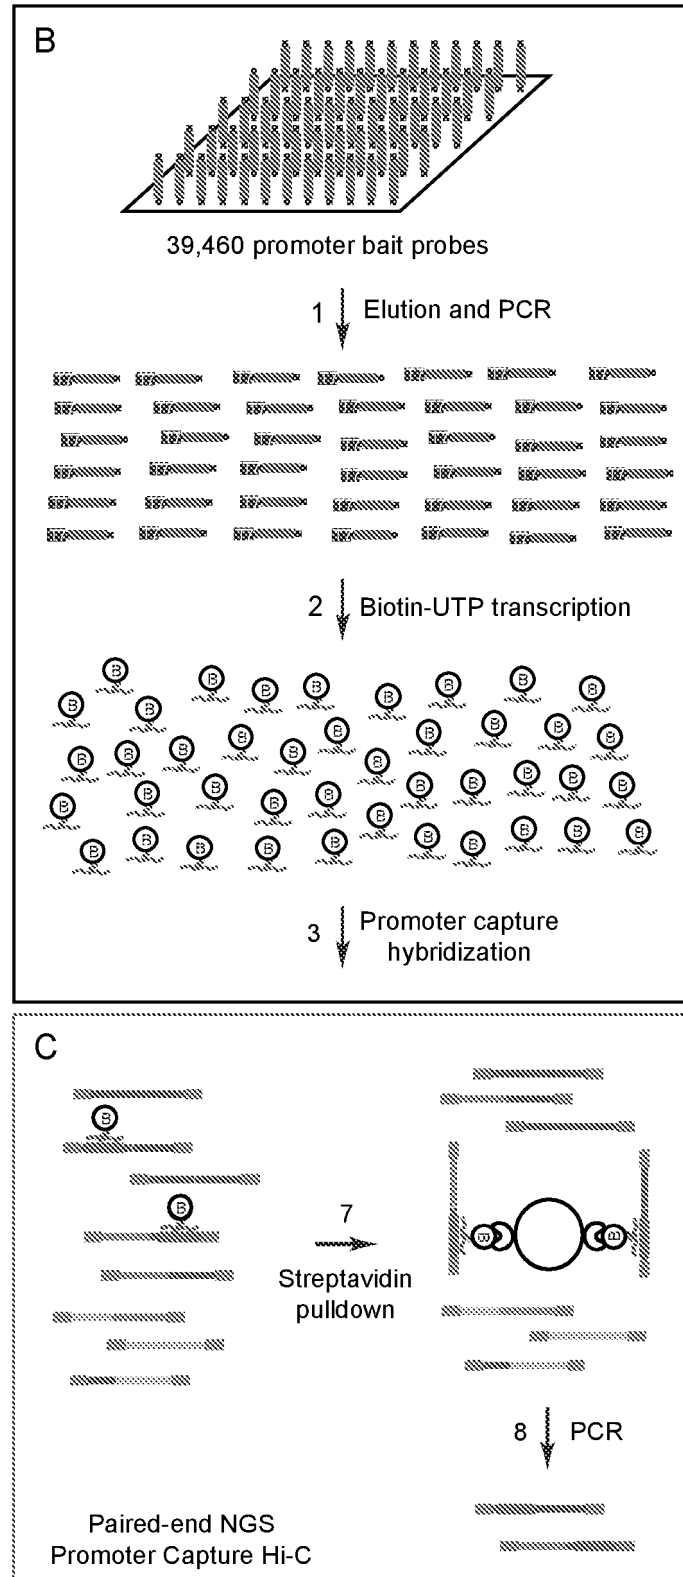 B
39,460 promoter bait probes
1 Elution and PCR
2 Biotin-UTP transcription
3 Promoter capture
hybridization
C
7
Streptavidin
pulldown
8 PCR
Paired-end NGS
Promoter Capture Hi-C